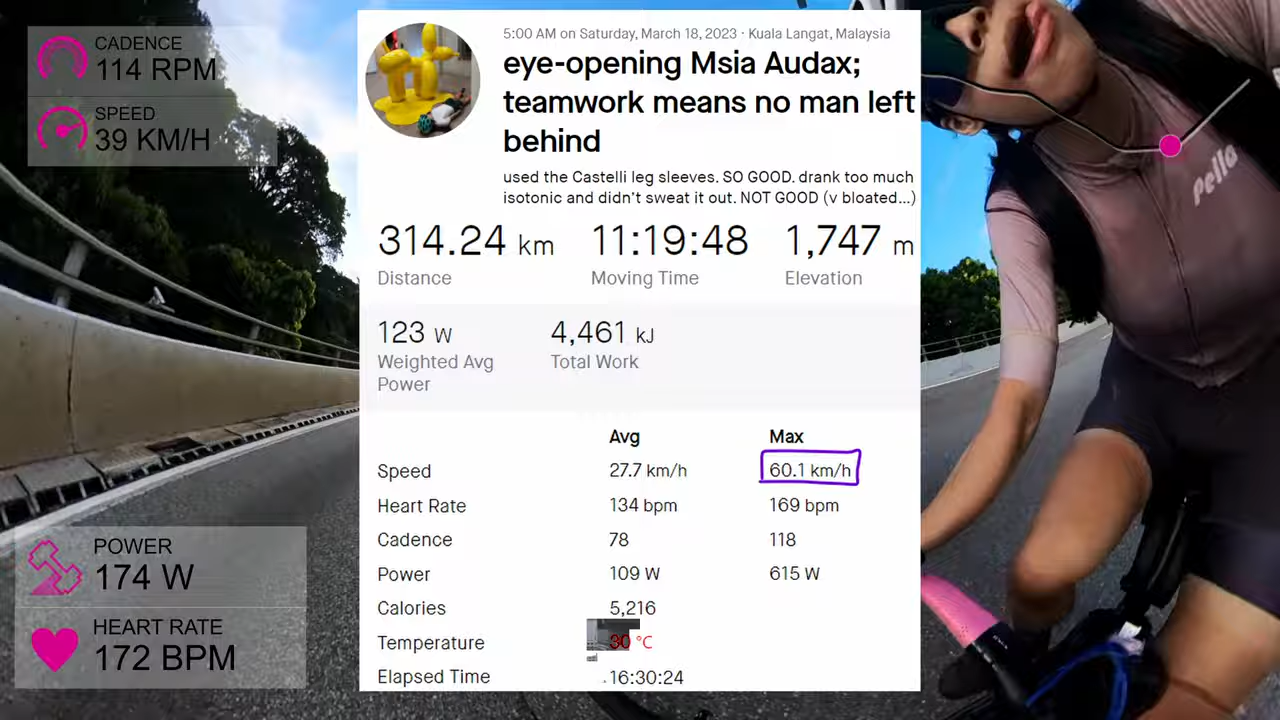 CADENCE
114 RPM
SPEED
39 KM/H
5:00 AM on Saturday, March 18, 2023 · Kuala Langat, Malaysia
eye-opening Msia Audax;
teamwork means no man left
behind
used the Castelli leg sleeves. SO GOOD. drank too much
isotonic and didn't sweat it out. NOT GOOD (v bloated...)
314.24 km 11:19:48 1,747 m
Distance Moving Time Elevation
123 W 4,461 kJ
Weighted Avg Total Work
Power
Avg Max
Speed 27.7 km/h 60.1 km/h
Heart Rate 134 bpm 169 bpm
Cadence 78 118
Power 109 W 615 W
Calories 5,216
Temperature 30 °C
Elapsed Time 16:30:24
POWER
174 W
HEART RATE
172 BPM
Pella